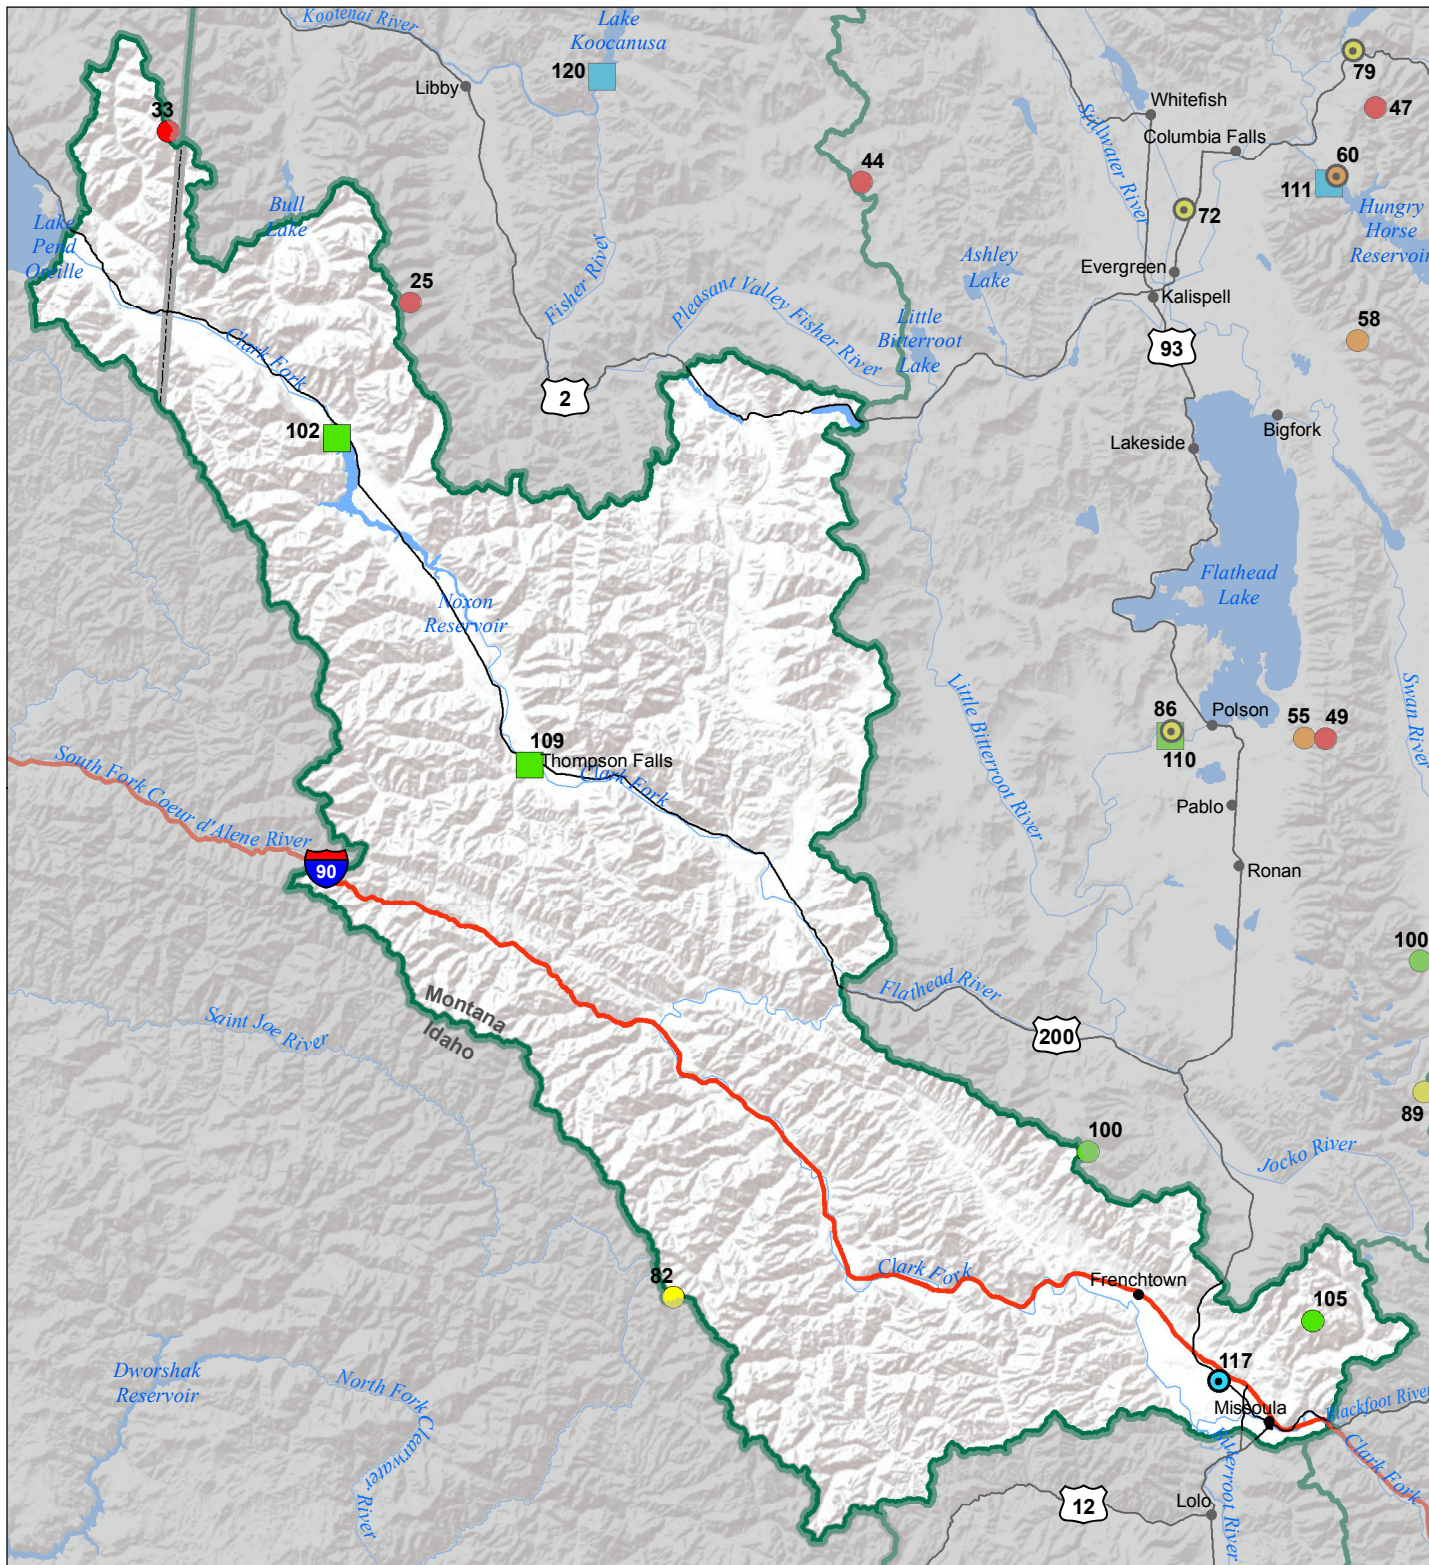 Kootenai River
Lake
Koocanusa
120
Libby
79
47
Whitefish
Columbia Falls
Stillwater River
33
44
60
111
Hungry
Horse
Reservoir
72
Bull
Lake
Lake
Pend
Oreille
25
Fisher River
Pleasant Valley Fisher River
Ashley
Lake
Evergreen
Kalispell
Little
Bitterroot
Lake
93
58
Clark Fork
2
102
Lakeside
Bigfork
Noxon
Reservoir
Flathead
Lake
Swan River
Little Bitterroot River
86
110
Polson
55
49
109
Thompson Falls
Clark Fork
South Fork Coeur d'Alene River
90
Pablo
Ronan
100
Flathead River
Montana
Idaho
Saint Joe River
200
89
100
Jocko River
82
Clark Fork
Frenchtown
105
117
Dworshak
Reservoir
North Fork Clearwater
River
Missoula
Blackfoot River
Bitterroot River
Clark Fork
12
Lolo